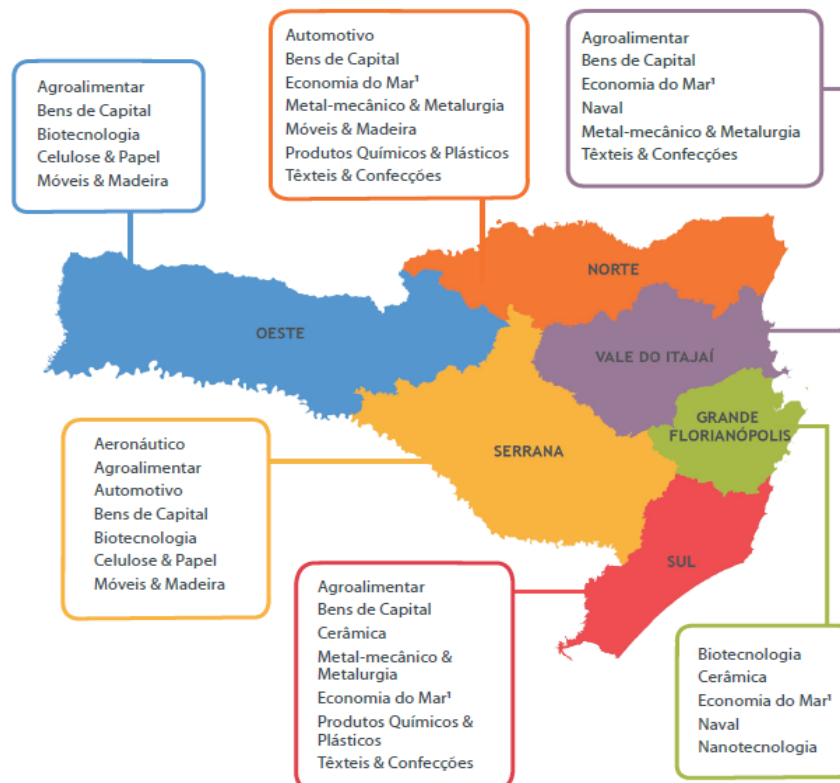 Agroalimentar
Bens de Capital
Biotecnologia
Celulose & Papel
Móveis & Madeira
Automotivo
Bens de Capital
Economia do Mar¹
Metal-mecânico & Metalurgia
Móveis & Madeira
Produtos Químicos & Plásticos
Têxteis & Confecções
Agroalimentar
Bens de Capital
Economia do Mar¹
Naval
Metal-mecânico & Metalurgia
Têxteis & Confecções
NORTE
OESTE
VALE DO ITAJAÍ
GRANDE
FLORIANÓPOLIS
SERRANA
SUL
Aeronáutico
Agroalimentar
Automotivo
Bens de Capital
Biotecnologia
Celulose & Papel
Móveis & Madeira
Agroalimentar
Bens de Capital
Cerâmica
Metal-mecânico &
Metalurgia
Economia do Mar¹
Produtos Químicos &
Plásticos
Têxteis & Confecções
Biotecnologia
Cerâmica
Economia do Mar¹
Naval
Nanotecnologia